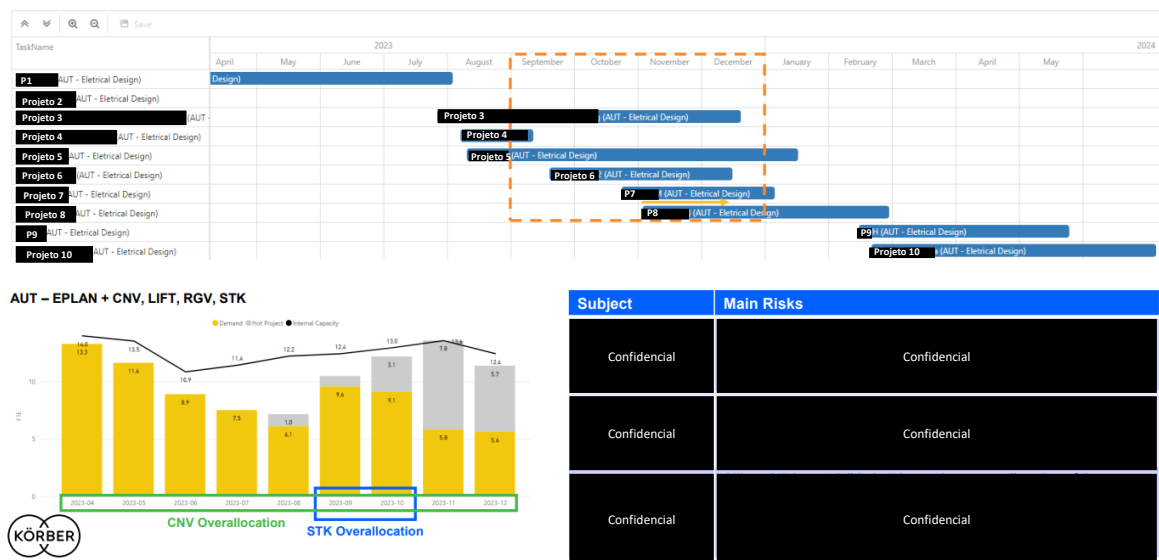 Save
TaskName
2023
2024
April May June July August September October November December January February March April May
P1 AUT - Eletrical Design)
Design)
Projeto 2 AUT - Eletrical Design)
Projeto 3 (AUT -
Projeto 3 (AUT - Eletrical Design)
Projeto 4 AUT - Eletrical Design)
Projeto 4
Projeto 5 AUT - Eletrical Design)
Projeto 5 (AUT - Eletrical Design)
Projeto 6 (AUT - Eletrical Design)
Projeto 6 (AUT - Eletrical Design)
Projeto 7 AUT - Eletrical Design)
P7 (AUT - Eletrical Design)
Projeto 8 (AUT - Eletrical Design)
P8 (AUT - Eletrical Design)
P9 AUT - Eletrical Design)
P9 H (AUT - Eletrical Design)
Projeto 10 AUT - Eletrical Design)
Projeto 10 (AUT - Eletrical Design)
AUT – EPLAN + CNV, LIFT, RGV, STK
Demand Hot Project Internal Capacity
14.0 13.5 10.9 11.4 12.2 12.4 13.0 12.4
13.3 11.6 8.9 7.5 6.1 9.6 9.1 5.8 5.6
1.0 3.1 7.8 5.7
FTE
10
5
0
2023-04 2023-05 2023-06 2023-07 2023-08 2023-09 2023-10 2023-11 2023-12
CNV Overallocation
STK Overallocation
KÖRBER
Subject Main Risks
Confidencial Confidencial
Confidencial Confidencial
Confidencial Confidencial